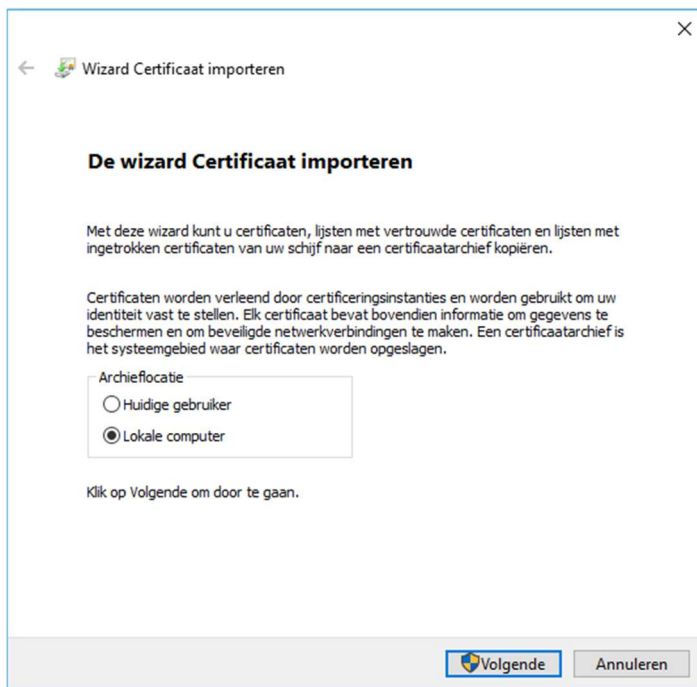 Wizard Certificaat importeren
De wizard Certificaat importeren
Met deze wizard kunt u certificaten, lijsten met vertrouwde certificaten en lijsten met
ingetrokken certificaten van uw schijf naar een certificaatarchief kopiëren.
Certificaten worden verleend door certificeringsinstanties en worden gebruikt om uw
identiteit vast te stellen. Elk certificaat bevat bovendien informatie om gegevens te
beschermen en om beveiligde netwerkverbindingen te maken. Een certificaatarchief is
het systeemgebied waar certificaten worden opgeslagen.
Archieflocatie
Huidige gebruiker
Lokale computer
Klik op Volgende om door te gaan.
Volgende
Annuleren